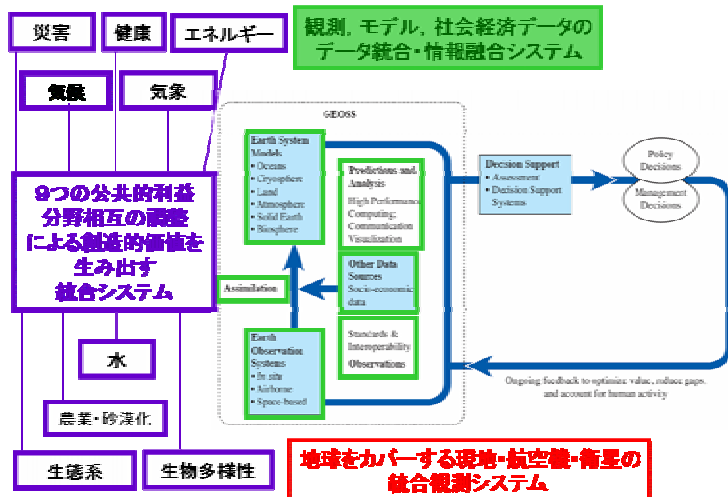 災害
健康
エネルギー
気候
気象
9つの公共的利益
分野相互の調整
による創造的価値を
生み出す
統合システム
水
農業・砂漠化
生態系
生物多様性
観測，モデル，社会経済データの
データ統合・情報融合システム
GEOSS
Earth System
Models
• Oceans
• Cryosphere
• Land
• Atmosphere
• Solid Earth
• Biosphere
Predictions and
Analysis
High Performance
Computing;
Communication
Visualization
Other Data
Sources
Socio-economic
data
Assimilation
Earth
Observation
Systems
• In situ
• Airborne
• Space-based
Standards &
Interoperability
Observations
Decision Support
• Assessment
• Decision Support
Systems
Policy
Decisions
Management
Decisions
Ongoing feedback to optimize value, reduce gaps,
and account for human activity
地球をカバーする現地・航空機・衛星の
統合観測システム